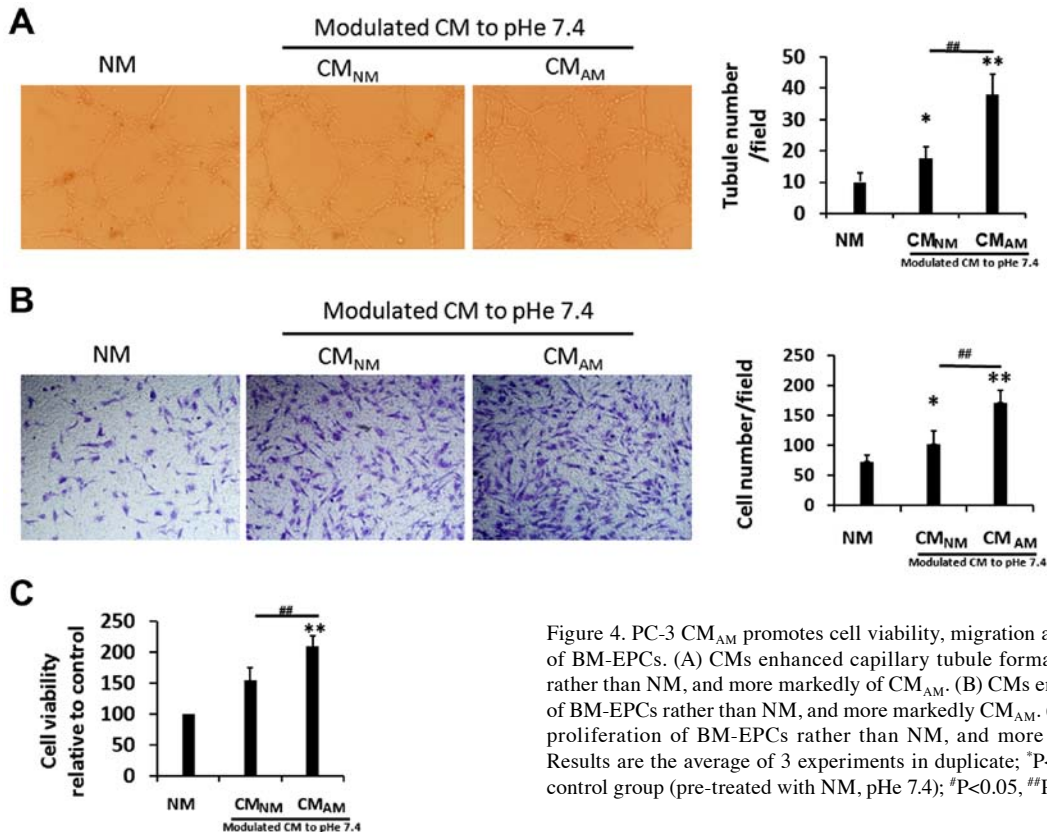 A
Modulated CM to pHe 7.4
NM
CMNM
CMAM
Tubule number
/field
50
40
30
20
10
0
##
*
**
NM
CMNM
CMAM
Modulated CM to pHe 7.4
B
Modulated CM to pHe 7.4
NM
CMNM
CMAM
Cell number/field
250
200
150
100
50
0
##
*
**
NM
CMNM
CMAM
Modulated CM to pHe 7.4
C
Cell viability
relative to control
250
200
150
100
50
0
##
**
NM
CMNM
CMAM
Modulated CM to pHe 7.4
Figure 4. PC-3 CMAM promotes cell viability, migration a
of BM-EPCs. (A) CMs enhanced capillary tubule forma
rather than NM, and more markedly of CMAM. (B) CMs e
of BM-EPCs rather than NM, and more markedly CMAM. (
proliferation of BM-EPCs rather than NM, and more
Results are the average of 3 experiments in duplicate; *P<
control group (pre-treated with NM, pHe 7.4); #P<0.05, ##P